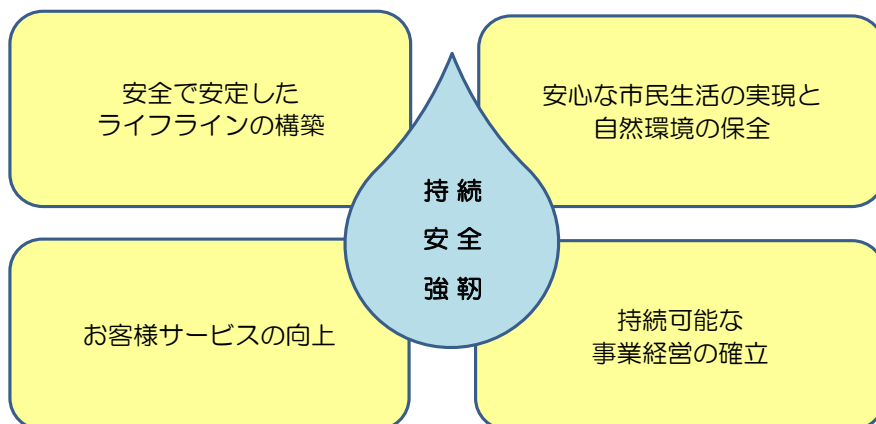 安全で安定した
ライフラインの構築
安心な市民生活の実現と
自然環境の保全
持続
安全
強靭
お客様サービスの向上
持続可能な
事業経営の確立